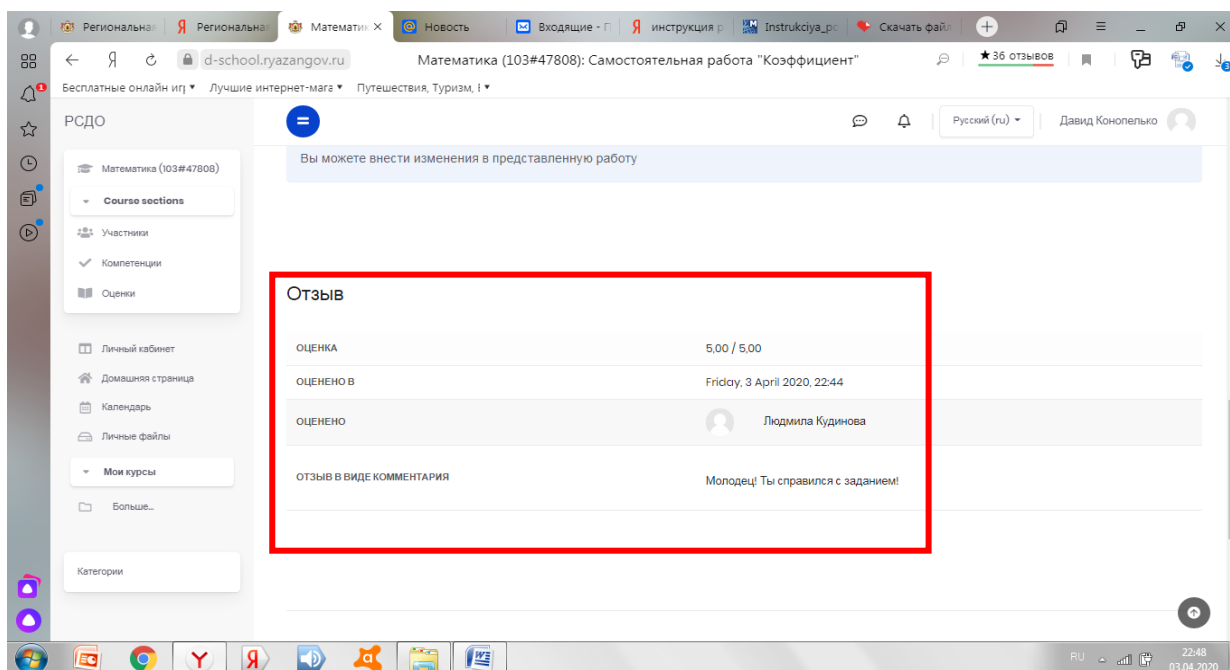 Региональная
Региональная
Математик
Новость
Входящие - П
инструкция р
Instrukciya_po
Скачать файл
d-school.ryazangov.ru
Математика (103#47808): Самостоятельная работа "Коэффициент"
★36 отзывов
Бесплатные онлайн игр
Лучшие интернет-мага
Путешествия, Туризм,
1
3
РСДО
Русский (ru)
Давид Конопелько
Вы можете внести изменения в представленную работу
Математика (103#47808)
Course sections
Участники
Компетенции
Оценки
Личный кабинет
Домашняя страница
Календарь
Личные файлы
Мои курсы
Больше...
Категории
Отзыв
ОЦЕНКА 5,00 / 5,00
ОЦЕНЕНО В Friday, 3 April 2020, 22:44
ОЦЕНЕНО Людмила Кудинова
ОТЗЫВ В ВИДЕ КОММЕНТАРИЯ Молодец! Ты справился с заданием!
RU
22:48
03.04.2020